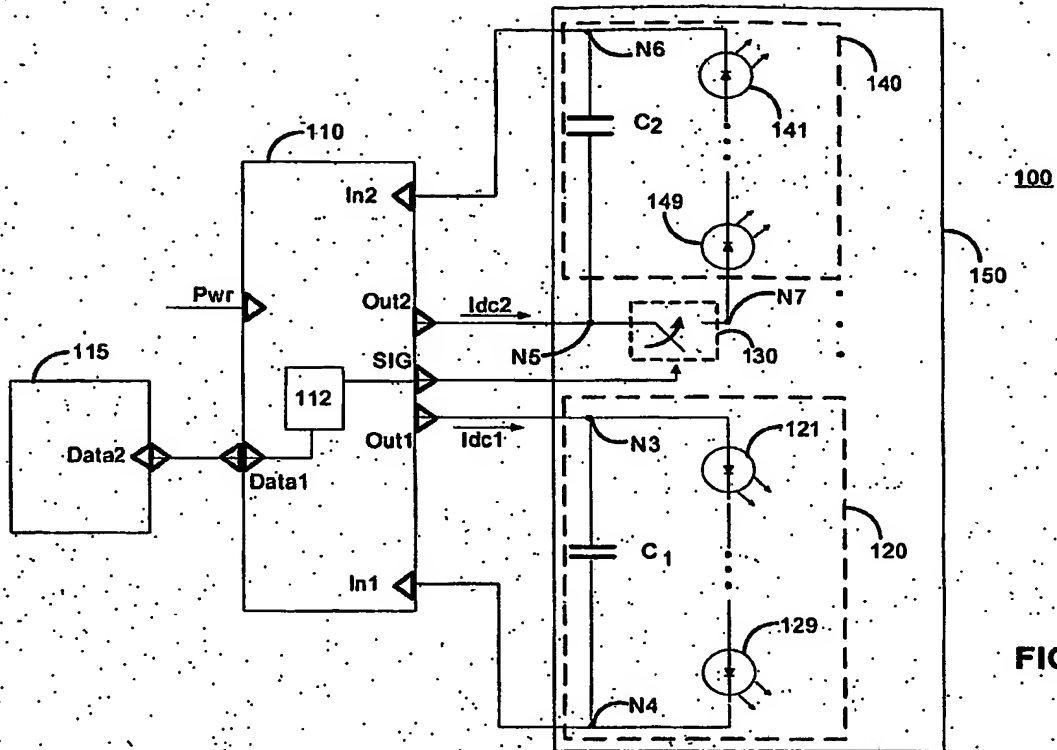 N6
140
C2
141
110
In2
100
149
150
Pwr
Out2
Idc2
N7
N5
130
115
SIG
112
Out1
Idc1
N3
121
Data2
Data1
C1
120
In1
129
N4
FIG